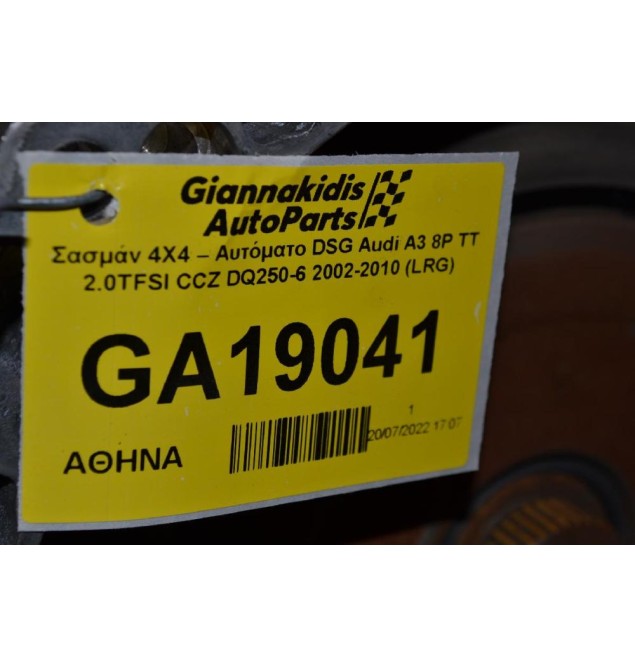 Giannakidis
AutoParts
Σασμάν 4X4 – Αυτόματο DSG Audi A3 8P TT
2.0TFSI CCZ DQ250-6 2002-2010 (LRG)
GA19041
1
20/07/2022 17:07
ΑΘΗΝΑ